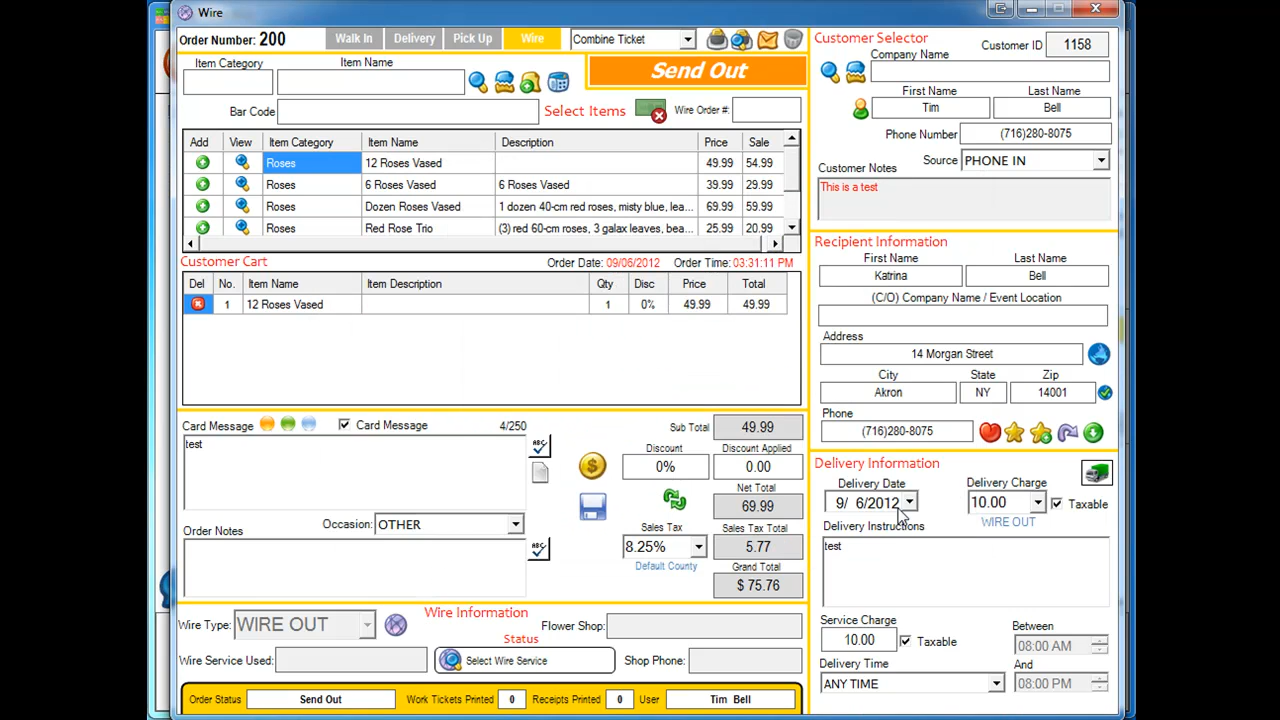 Wire
Order Number: 200
Walk In
Delivery
Pick Up
Wire
Combine Ticket
Item Category
Item Name
Send Out
Bar Code
Select Items
Wire Order #:
Add View Item Category Item Name Description Price Sale
Roses 12 Roses Vased 49.99 54.99
Roses 6 Roses Vased 6 Roses Vased 39.99 29.99
Roses Dozen Roses Vased 1 dozen 40-cm red roses, misty blue, lea... 69.99 59.99
Roses Red Rose Trio (3) red 60-cm roses, 3 galax leaves, bea... 25.99 20.99
Customer Cart
Order Date: 09/06/2012 Order Time: 03:31:11 PM
Del No. Item Name Item Description Qty Disc Price Total
1 12 Roses Vased 1 0% 49.99 49.99
Card Message
Card Message
4/250
test
ABC
Occasion: OTHER
Order Notes
ABC
Sub Total 49.99
Discount
Discount Applied
0% 0.00
Net Total
69.99
Sales Tax
Sales Tax Total
8.25% 5.77
Default County
Grand Total
$ 75.76
Wire Information
Wire Type: WIRE OUT
Flower Shop:
Status
Wire Service Used:
Select Wire Service
Shop Phone:
Order Status Send Out
Work Tickets Printed 0
Receipts Printed 0
User Tim Bell
Customer Selector
Customer ID 1158
Company Name
First Name
Last Name
Tim
Bell
Phone Number (716)280-8075
Source PHONE IN
Customer Notes
This is a test
Recipient Information
First Name
Last Name
Katrina
Bell
(C/O) Company Name / Event Location
Address
14 Morgan Street
City State Zip
Akron NY 14001
Phone
(716)280-8075
Delivery Information
Delivery Date
Delivery Charge
9/ 6/2012
10.00
Taxable
WIRE OUT
Delivery Instructions
test
Service Charge
10.00
Taxable
Between
08:00 AM
Delivery Time
And
ANY TIME
08:00 PM